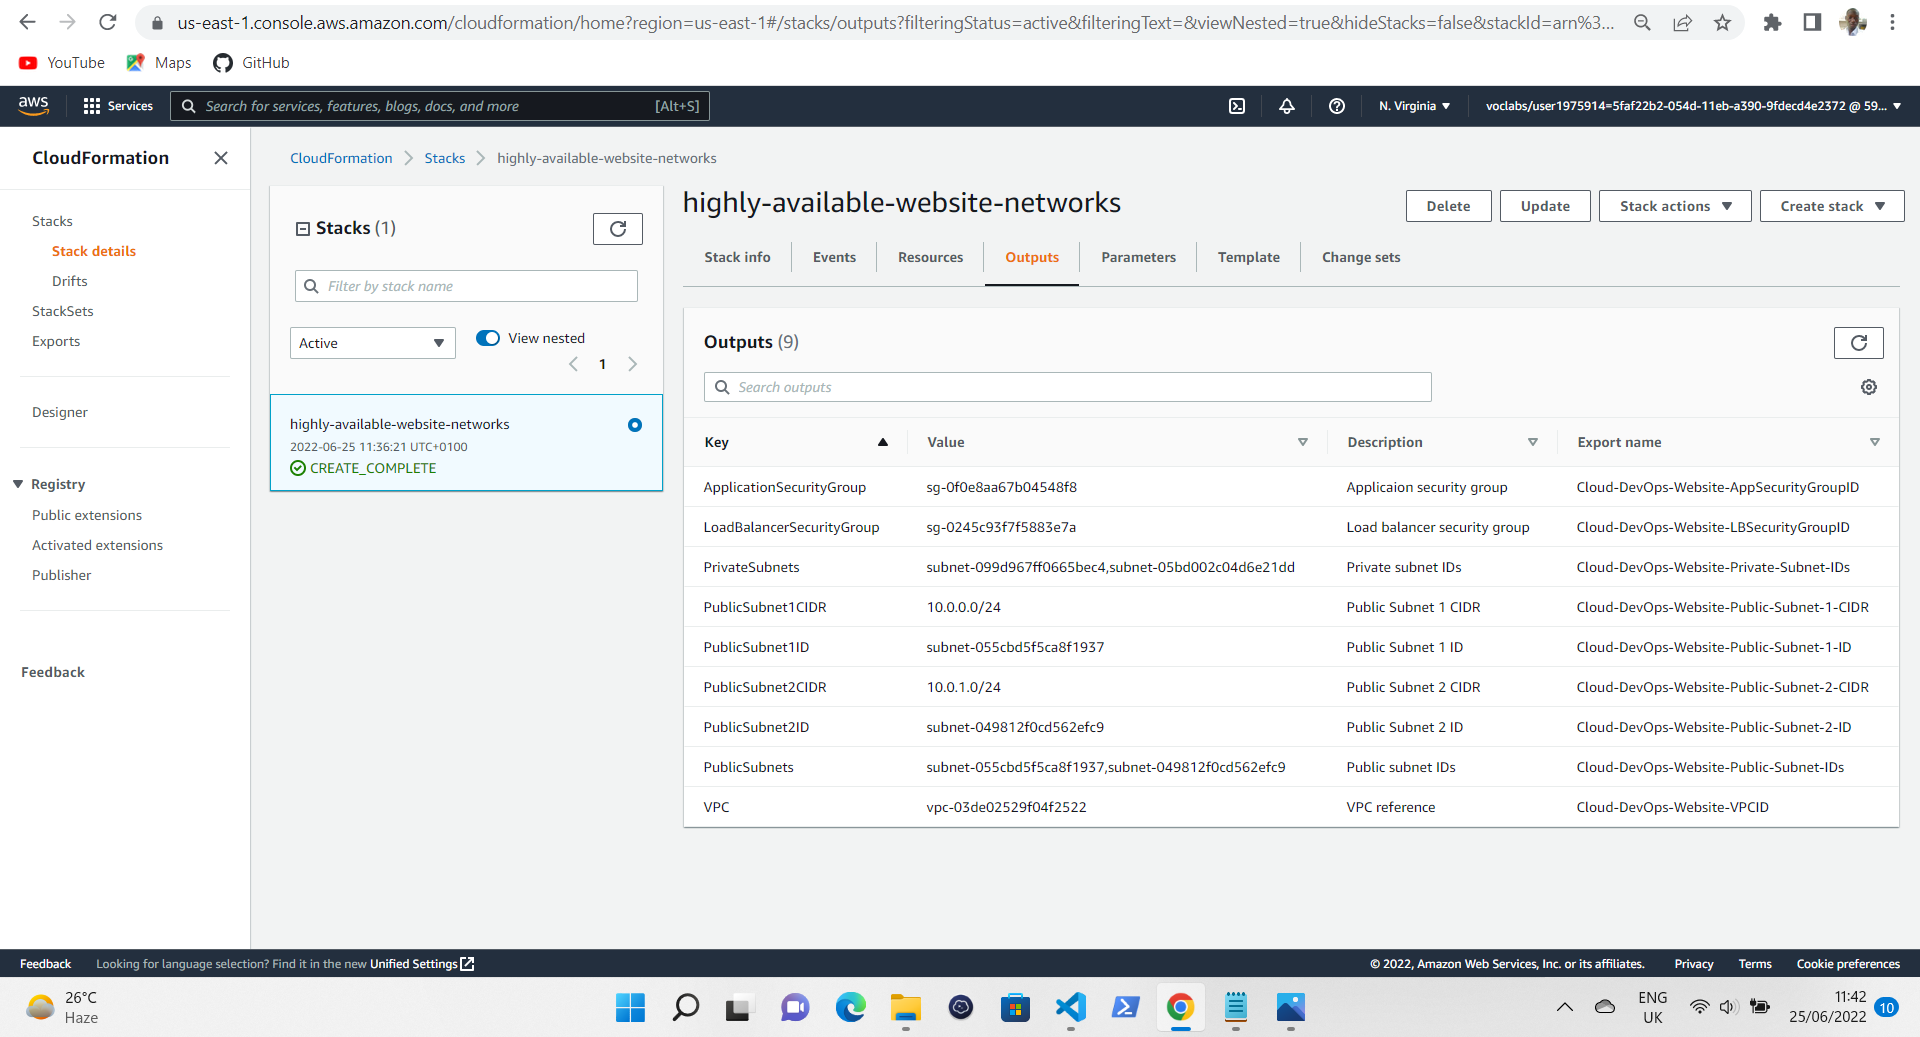 us-east-1.console.aws.amazon.com/cloudformation/home?region=us-east-1#/stacks/outputs?filteringStatus=active&filteringText=&viewNested=true&hideStacks=false&stackId=arn%3...
YouTube Maps GitHub
aws Services Search for services, features, blogs, docs, and more [Alt+S] N. Virginia voclabs/user1975914=5faf22b2-054d-11eb-a390-9fdecd4e2372 @ 59...
CloudFormation
Stacks
Stack details
Drifts
StackSets
Exports
Designer
Registry
Public extensions
Activated extensions
Publisher
Feedback
CloudFormation Stacks highly-available-website-networks
Stacks (1)
Filter by stack name
Active View nested
1
highly-available-website-networks
2022-06-25 11:36:21 UTC+0100
CREATE_COMPLETE
highly-available-website-networks
Delete Update Stack actions Create stack
Stack info Events Resources Outputs Parameters Template Change sets
Outputs (9)
Search outputs
Key Value Description Export name
ApplicationSecurityGroup sg-0f0e8aa67b04548f8 Applicaion security group Cloud-DevOps-Website-AppSecurityGroupID
LoadBalancerSecurityGroup sg-0245c93f7f5883e7a Load balancer security group Cloud-DevOps-Website-LBSecurityGroupID
PrivateSubnets subnet-099d967ff0665bec4,subnet-05bd002c04d6e21dd Private subnet IDs Cloud-DevOps-Website-Private-Subnet-IDs
PublicSubnet1CIDR 10.0.0.0/24 Public Subnet 1 CIDR Cloud-DevOps-Website-Public-Subnet-1-CIDR
PublicSubnet1ID subnet-055cbd5f5ca8f1937 Public Subnet 1 ID Cloud-DevOps-Website-Public-Subnet-1-ID
PublicSubnet2CIDR 10.0.1.0/24 Public Subnet 2 CIDR Cloud-DevOps-Website-Public-Subnet-2-CIDR
PublicSubnet2ID subnet-049812f0cd562efc9 Public Subnet 2 ID Cloud-DevOps-Website-Public-Subnet-2-ID
PublicSubnets subnet-055cbd5f5ca8f1937,subnet-049812f0cd562efc9 Public subnet IDs Cloud-DevOps-Website-Public-Subnet-IDs
VPC vpc-03de02529f04f2522 VPC reference Cloud-DevOps-Website-VPCID
Feedback Looking for language selection? Find it in the new Unified Settings © 2022, Amazon Web Services, Inc. or its affiliates. Privacy Terms Cookie preferences
26°C
Haze
ENG
UK
11:42
25/06/2022
10